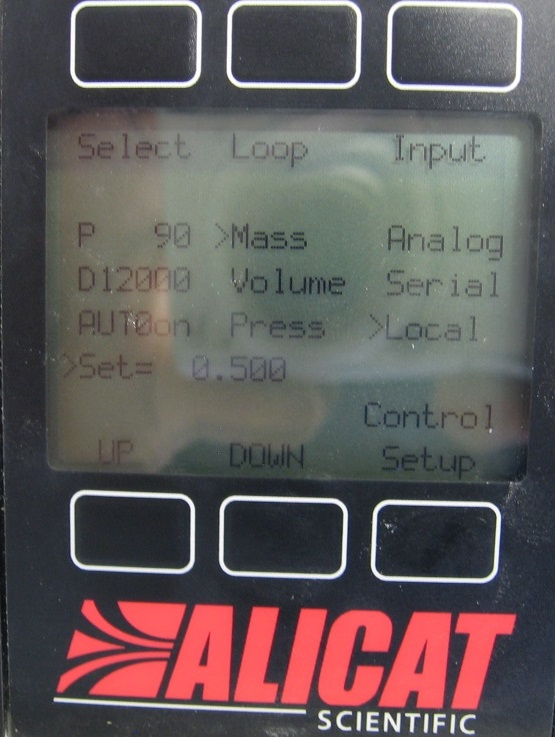 Select Loop Input
P 90 >Mass Analog
D12000 Volume Serial
AUTOon Press >Local
>Set= 0.500
Control
UP DOWN Setup
ALICAT
SCIENTIFIC